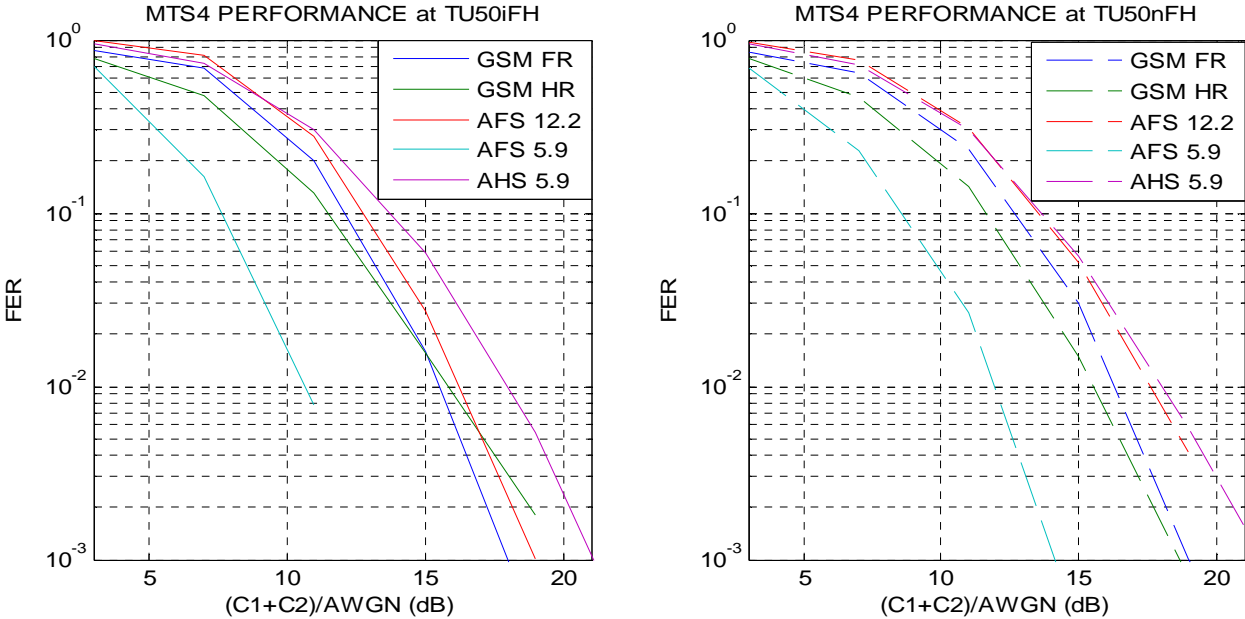 MTS4 PERFORMANCE at TU50iFH
10^0
10^-1
10^-2
10^-3
FER
5
10
15
20
(C1+C2)/AWGN (dB)
GSM FR
GSM HR
AFS 12.2
AFS 5.9
AHS 5.9
MTS4 PERFORMANCE at TU50nFH
10^0
10^-1
10^-2
10^-3
FER
5
10
15
20
(C1+C2)/AWGN (dB)
GSM FR
GSM HR
AFS 12.2
AFS 5.9
AHS 5.9